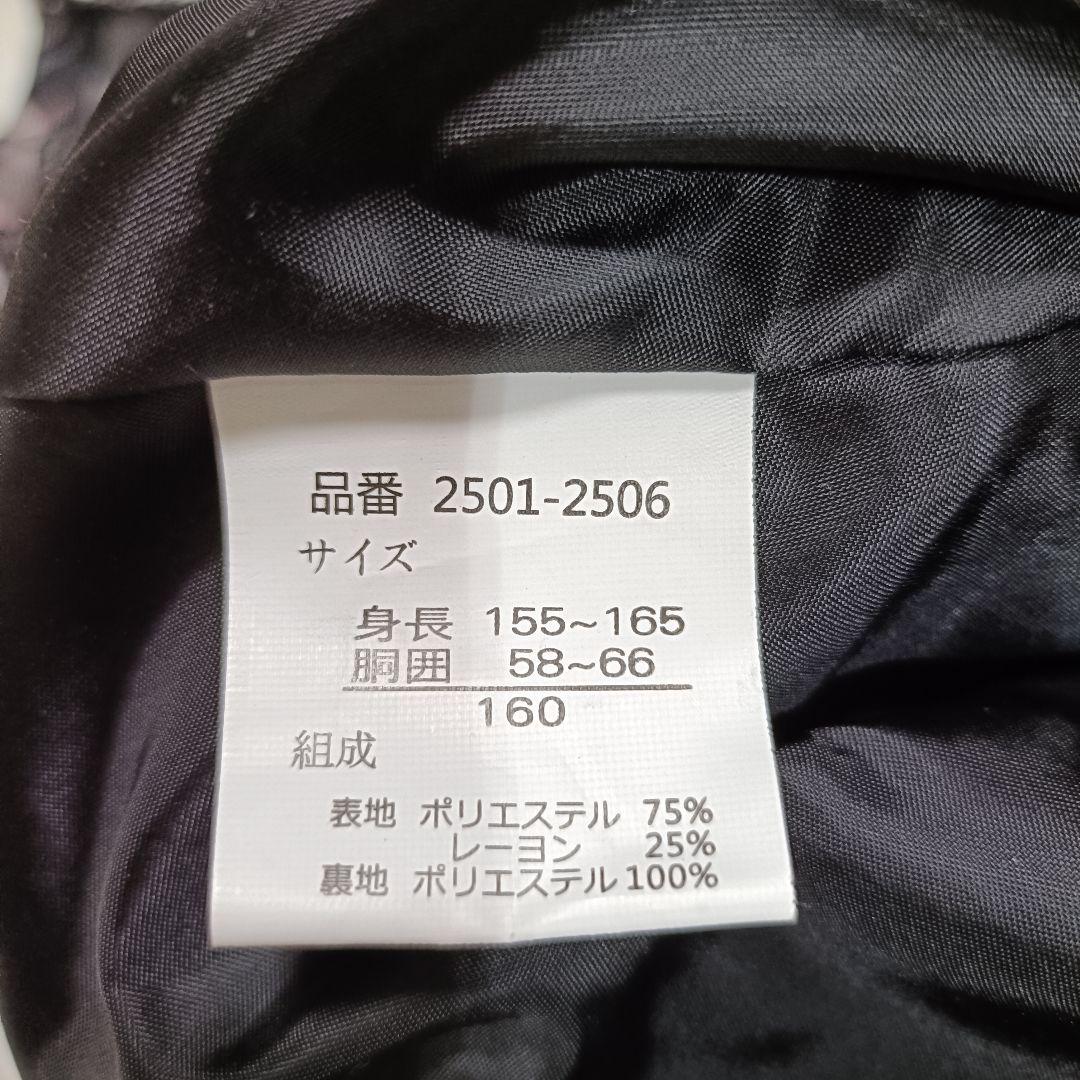 品番 2501-2506
サイズ
身長 155~165
胴囲 58~66
160
組成
表地 ポリエステル 75%
レーヨン 25%
裏地 ポリエステル 100%